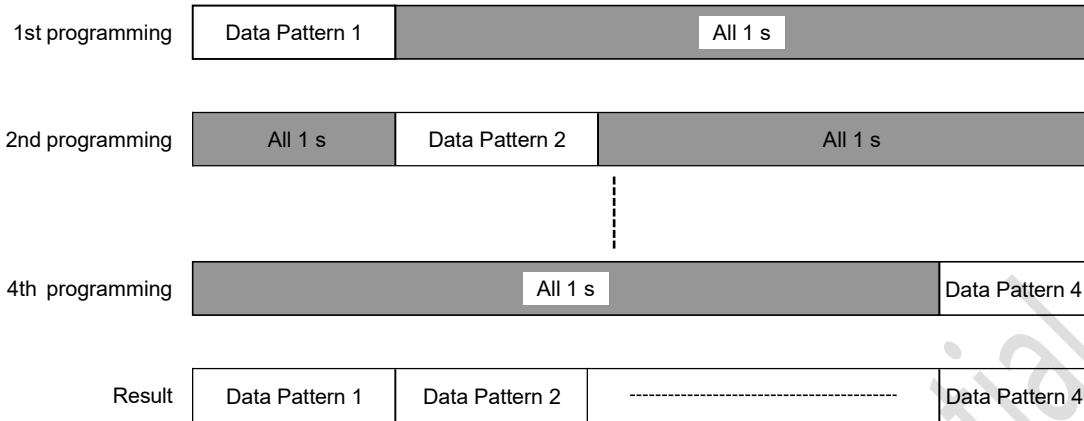 1st programming Data Pattern 1 All 1 s
2nd programming All 1 s Data Pattern 2 All 1 s
4th programming All 1 s Data Pattern 4
Result Data Pattern 1 Data Pattern 2 Data Pattern 4